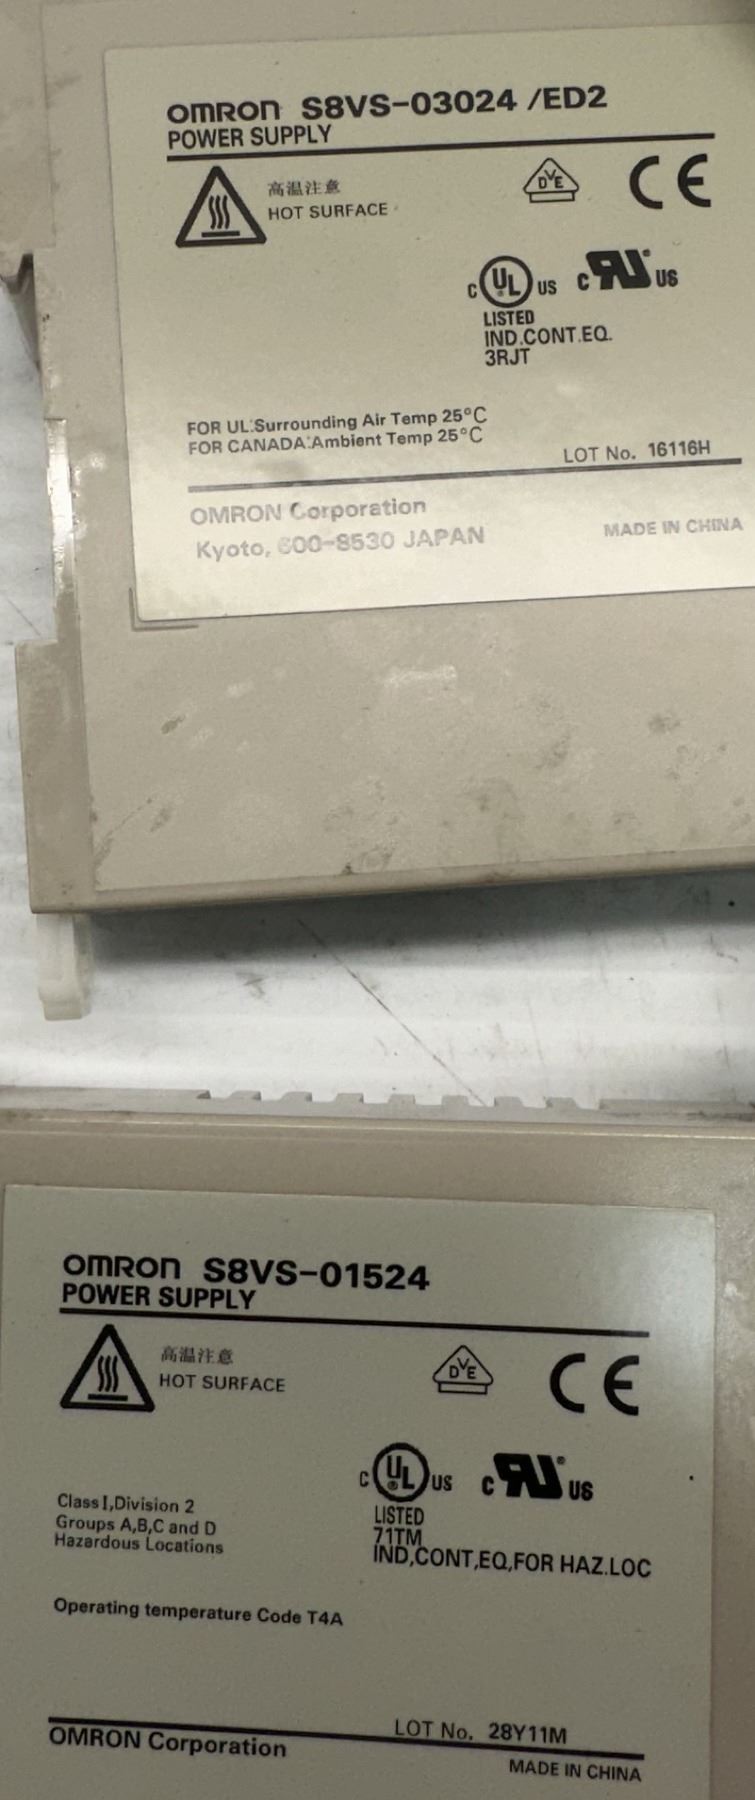 OMRON S8VS-03024 /ED2
POWER SUPPLY
高温注意
HOT SURFACE
DVE
CE
C UL US C RU US
LISTED
IND.CONT.EQ.
3RJT
FOR UL:Surrounding Air Temp 25°C
FOR CANADA:Ambient Temp 25°C
LOT No. 16116H
OMRON Corporation
Kyoto, 600-8530 JAPAN
MADE IN CHINA
OMRON S8VS-01524
POWER SUPPLY
高温注意
HOT SURFACE
DVE
CE
C UL US C RU US
LISTED
71TM
IND,CONT,EQ,FOR HAZ.LOC
Class I,Division 2
Groups A,B,C and D
Hazardous Locations
Operating temperature Code T4A
LOT No. 28Y11M
OMRON Corporation
MADE IN CHINA